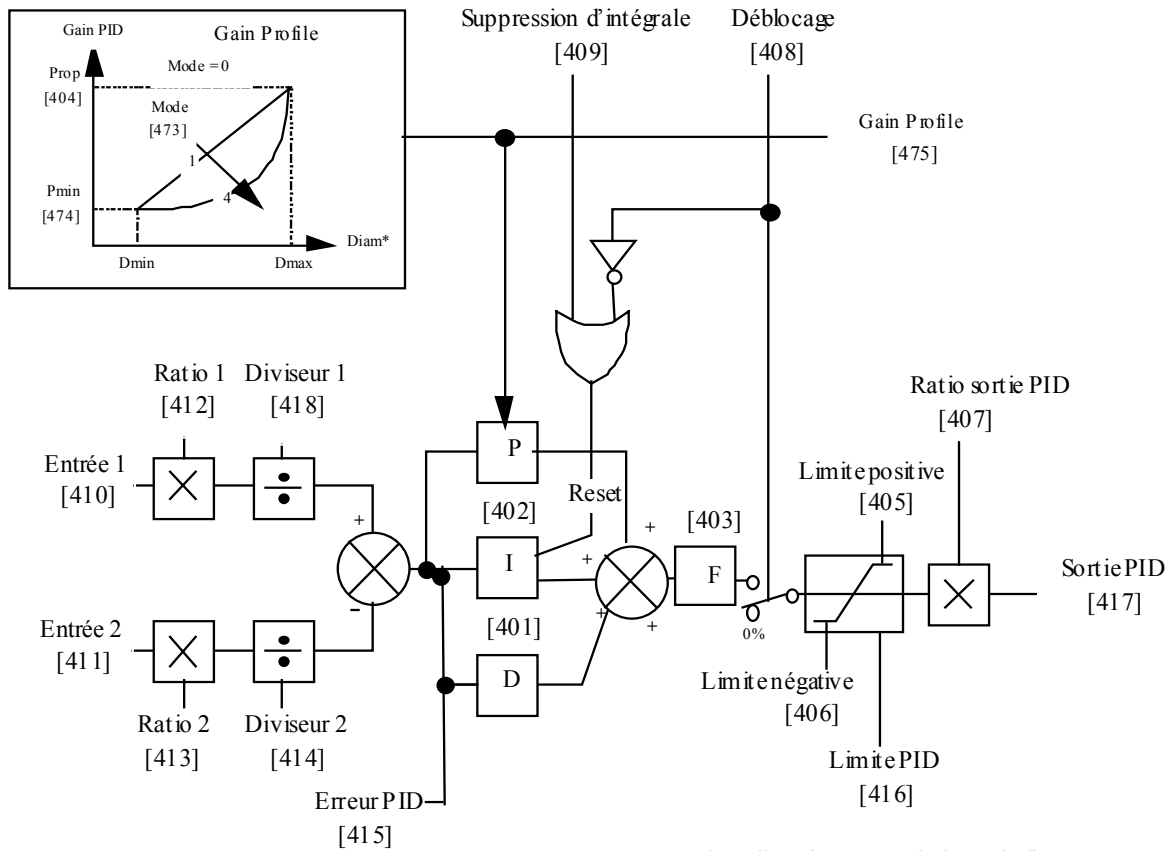 Suppression d'intégrale
[409]
Déblocage
[408]
Gain PID
Gain Profile
Prop
[404]
Mode = 0
Mode
[473]
1
4
Pmin
[474]
Dmin
Dmax
Diam*
Gain Profile
[475]
Ratio 1
[412]
Diviseur 1
[418]
Entrée 1
[410]
+
−
Entrée 2
[411]
Ratio 2
[413]
Diviseur 2
[414]
Erreur PID
[415]
P
[402]
Reset
I
[401]
D
+
+
+
+
[403]
F
0%
Ratio sortie PID
[407]
Limite positive
[405]
Limite négative
[406]
Limite PID
[416]
Sortie PID
[417]